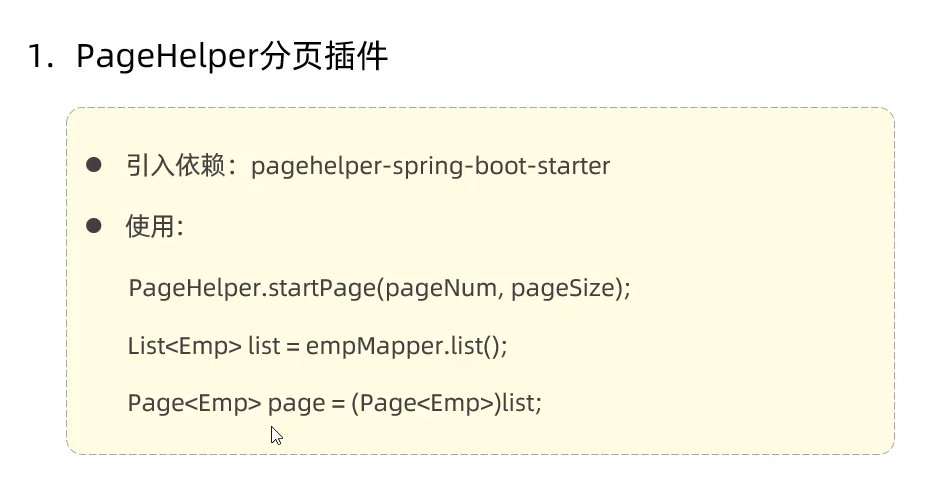 1. PageHelper分页插件
● 引入依赖：pagehelper-spring-boot-starter
● 使用：
PageHelper.startPage(pageNum, pageSize);
List<Emp> list = empMapper.list();
Page<Emp> page = (Page<Emp>)list;